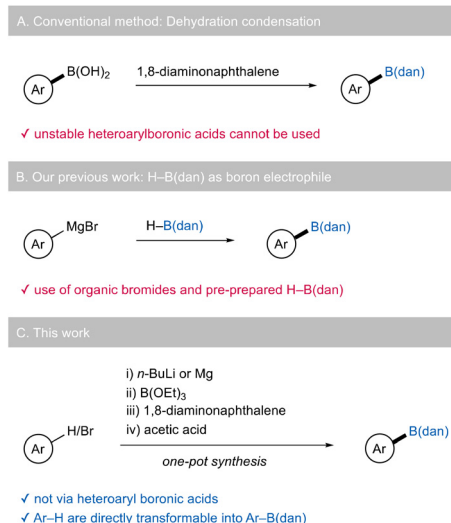 A. Conventional method: Dehydration condensation
B(OH)2 1,8-diaminonaphthalene B(dan)
Ar Ar
✓ unstable heteroarylboronic acids cannot be used
B. Our previous work: H–B(dan) as boron electrophile
MgBr H–B(dan) B(dan)
Ar Ar
✓ use of organic bromides and pre-prepared H–B(dan)
C. This work
i) n-BuLi or Mg
ii) B(OEt)3
iii) 1,8-diaminonaphthalene
H/Br iv) acetic acid B(dan)
Ar Ar
one-pot synthesis
✓ not via heteroaryl boronic acids
✓ Ar–H are directly transformable into Ar–B(dan)